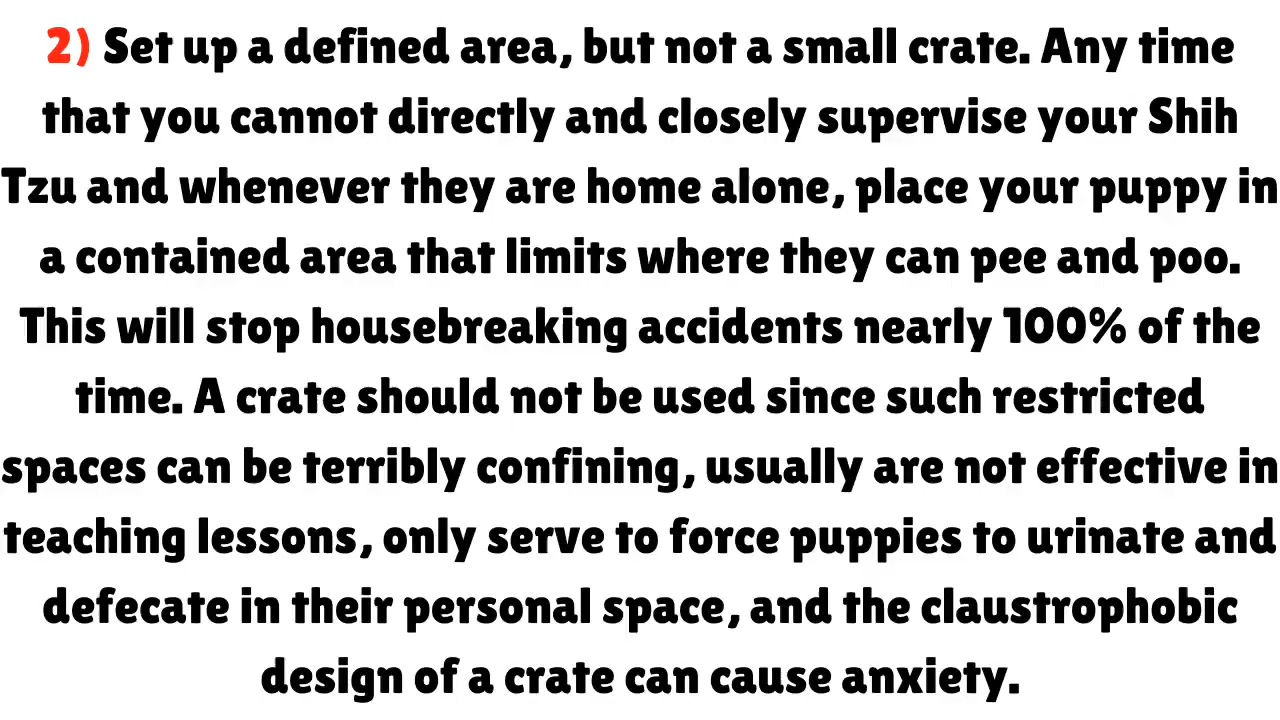 2) Set up a defined area, but not a small crate. Any time
that you cannot directly and closely supervise your Shih
Tzu and whenever they are home alone, place your puppy in
a contained area that limits where they can pee and poo.
This will stop housebreaking accidents nearly 100% of the
time. A crate should not be used since such restricted
spaces can be terribly confining, usually are not effective in
teaching lessons, only serve to force puppies to urinate and
defecate in their personal space, and the claustrophobic
design of a crate can cause anxiety.